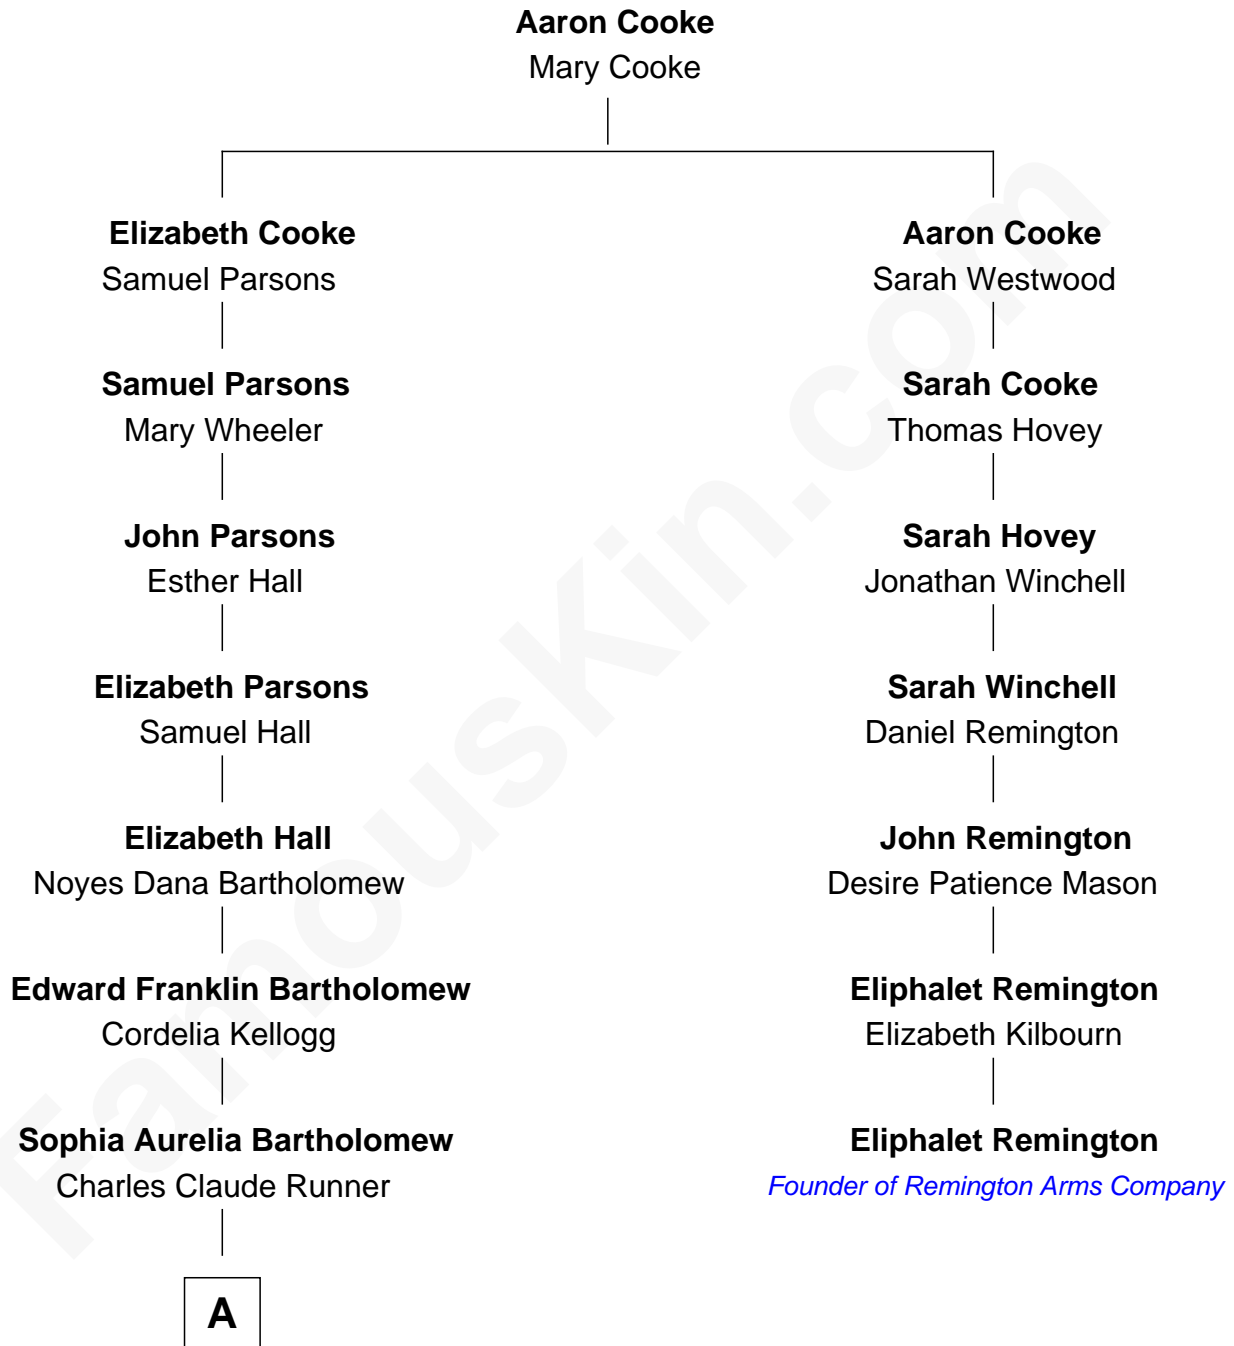 Aaron Cooke
Mary Cooke
Elizabeth Cooke
Samuel Parsons
Aaron Cooke
Sarah Westwood
Samuel Parsons
Mary Wheeler
Sarah Cooke
Thomas Hovey
John Parsons
Esther Hall
Sarah Hovey
Jonathan Winchell
Elizabeth Parsons
Samuel Hall
Sarah Winchell
Daniel Remington
Elizabeth Hall
Noyes Dana Bartholomew
John Remington
Desire Patience Mason
Edward Franklin Bartholomew
Cordelia Kellogg
Eliphalet Remington
Elizabeth Kilbourn
Sophia Aurelia Bartholomew
Charles Claude Runner
Eliphalet Remington
Founder of Remington Arms Company
A
FamousKin.com